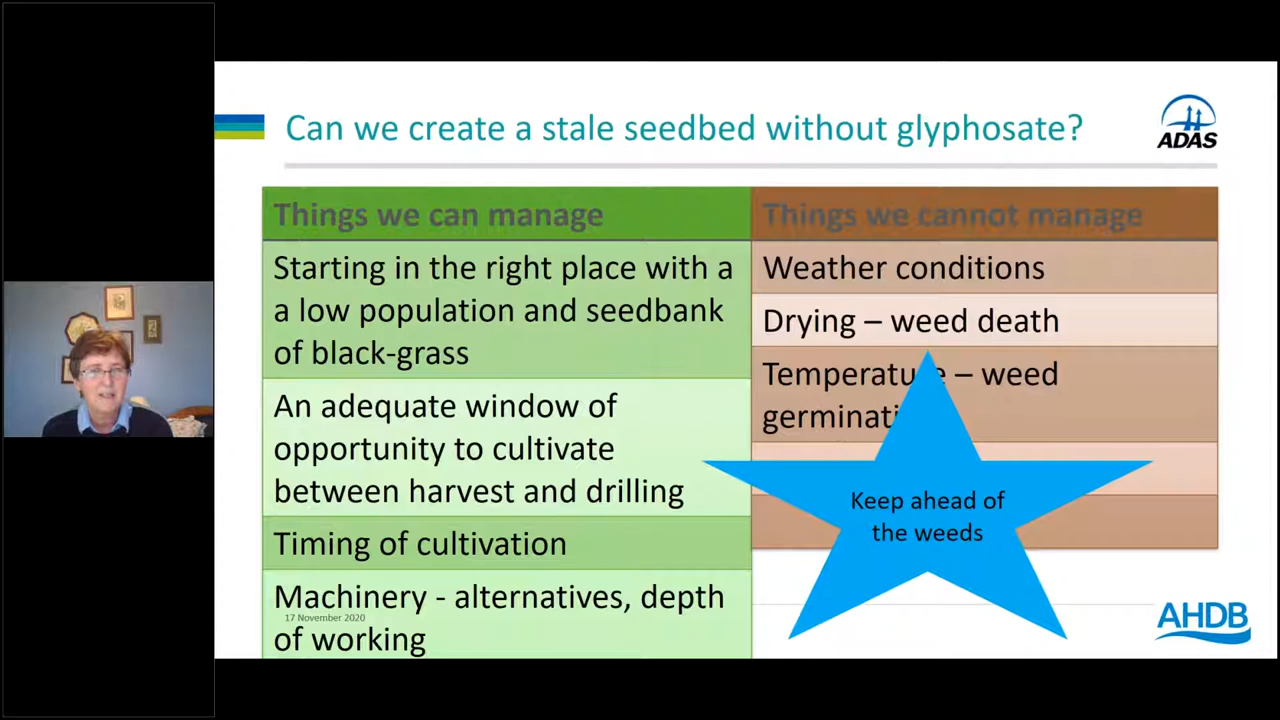 Can we create a stale seedbed without glyphosate?
ADAS
Things we can manage
Starting in the right place with a
a low population and seedbank
of black-grass
An adequate window of
opportunity to cultivate
between harvest and drilling
Timing of cultivation
Machinery - alternatives, depth
of working
17 November 2020
Things we cannot manage
Weather conditions
Drying – weed death
Temperature – weed
germinati
Keep ahead of
the weeds
AHDB